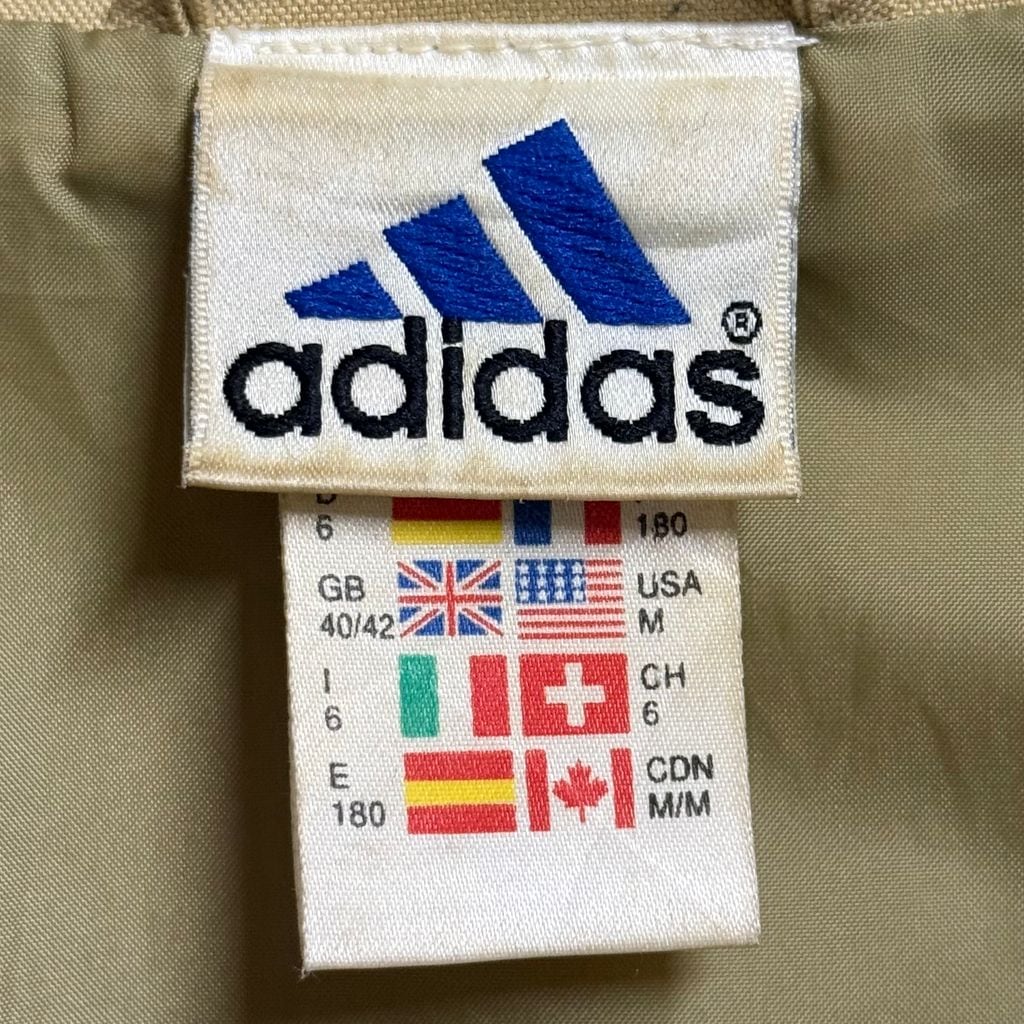 adidas®
D 180
6
GB USA
40/42 M
I CH
6 6
E CDN
180 M/M